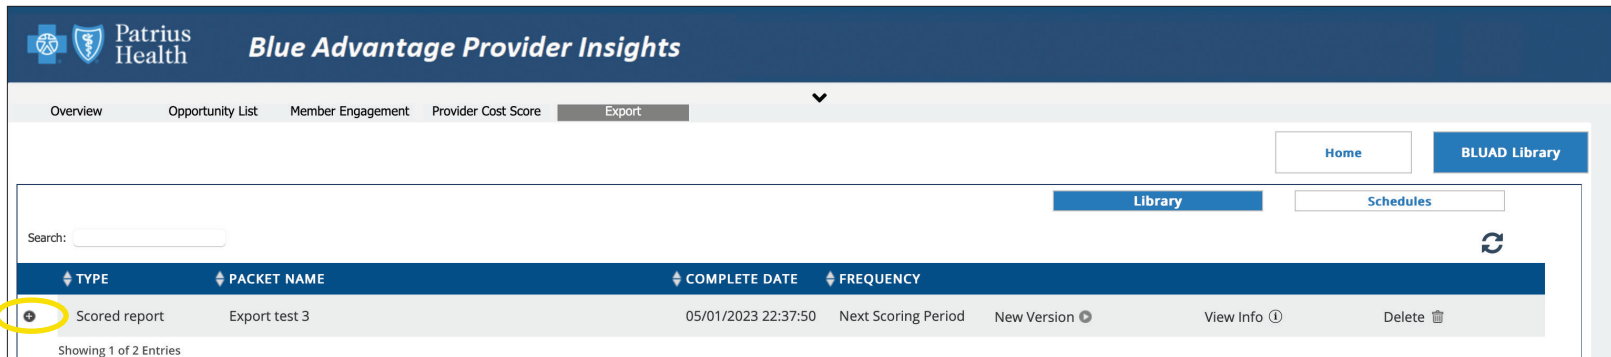 Patrius
Health
Blue Advantage Provider Insights
Overview Opportunity List Member Engagement Provider Cost Score Export
Home BLUAD Library
Library Schedules
Search:
TYPE PACKET NAME COMPLETE DATE FREQUENCY
Scored report Export test 3 05/01/2023 22:37:50 Next Scoring Period New Version View Info Delete
Showing 1 of 2 Entries